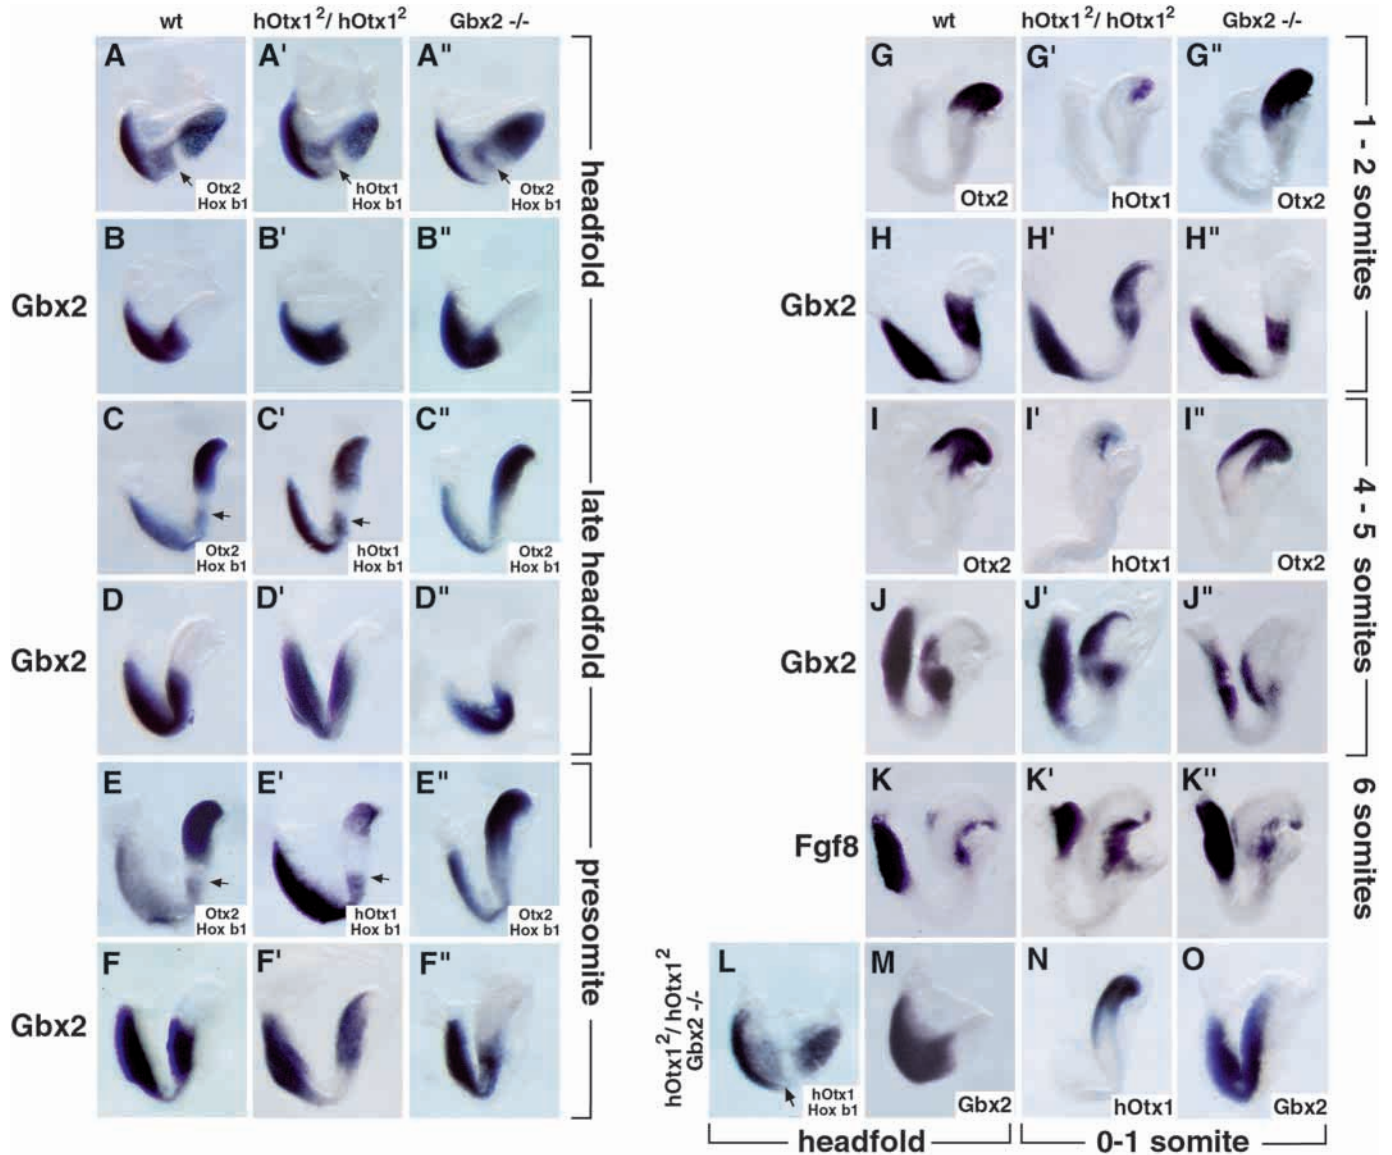 wt hOtx1²/ hOtx1² Gbx2 -/-
A A' A"
Otx2 Hox b1
hOtx1 Hox b1
Otx2 Hox b1
Gbx2
B B' B"
headfold
C C' C"
Otx2 Hox b1
hOtx1 Hox b1
Otx2 Hox b1
Gbx2
D D' D"
late headfold
E E' E"
Otx2 Hox b1
hOtx1 Hox b1
Otx2 Hox b1
Gbx2
F F' F"
presomite
wt hOtx1²/ hOtx1² Gbx2 -/-
G G' G"
Otx2 hOtx1 Otx2
Gbx2
H H' H"
1 - 2 somites
I I' I"
Otx2 hOtx1 Otx2
Gbx2
J J' J"
4 - 5 somites
Fgf8
K K' K"
6 somites
hOtx1²/ hOtx1²
Gbx2 -/-
L M N O
hOtx1 Hox b1
Gbx2 hOtx1 Gbx2
headfold 0-1 somite